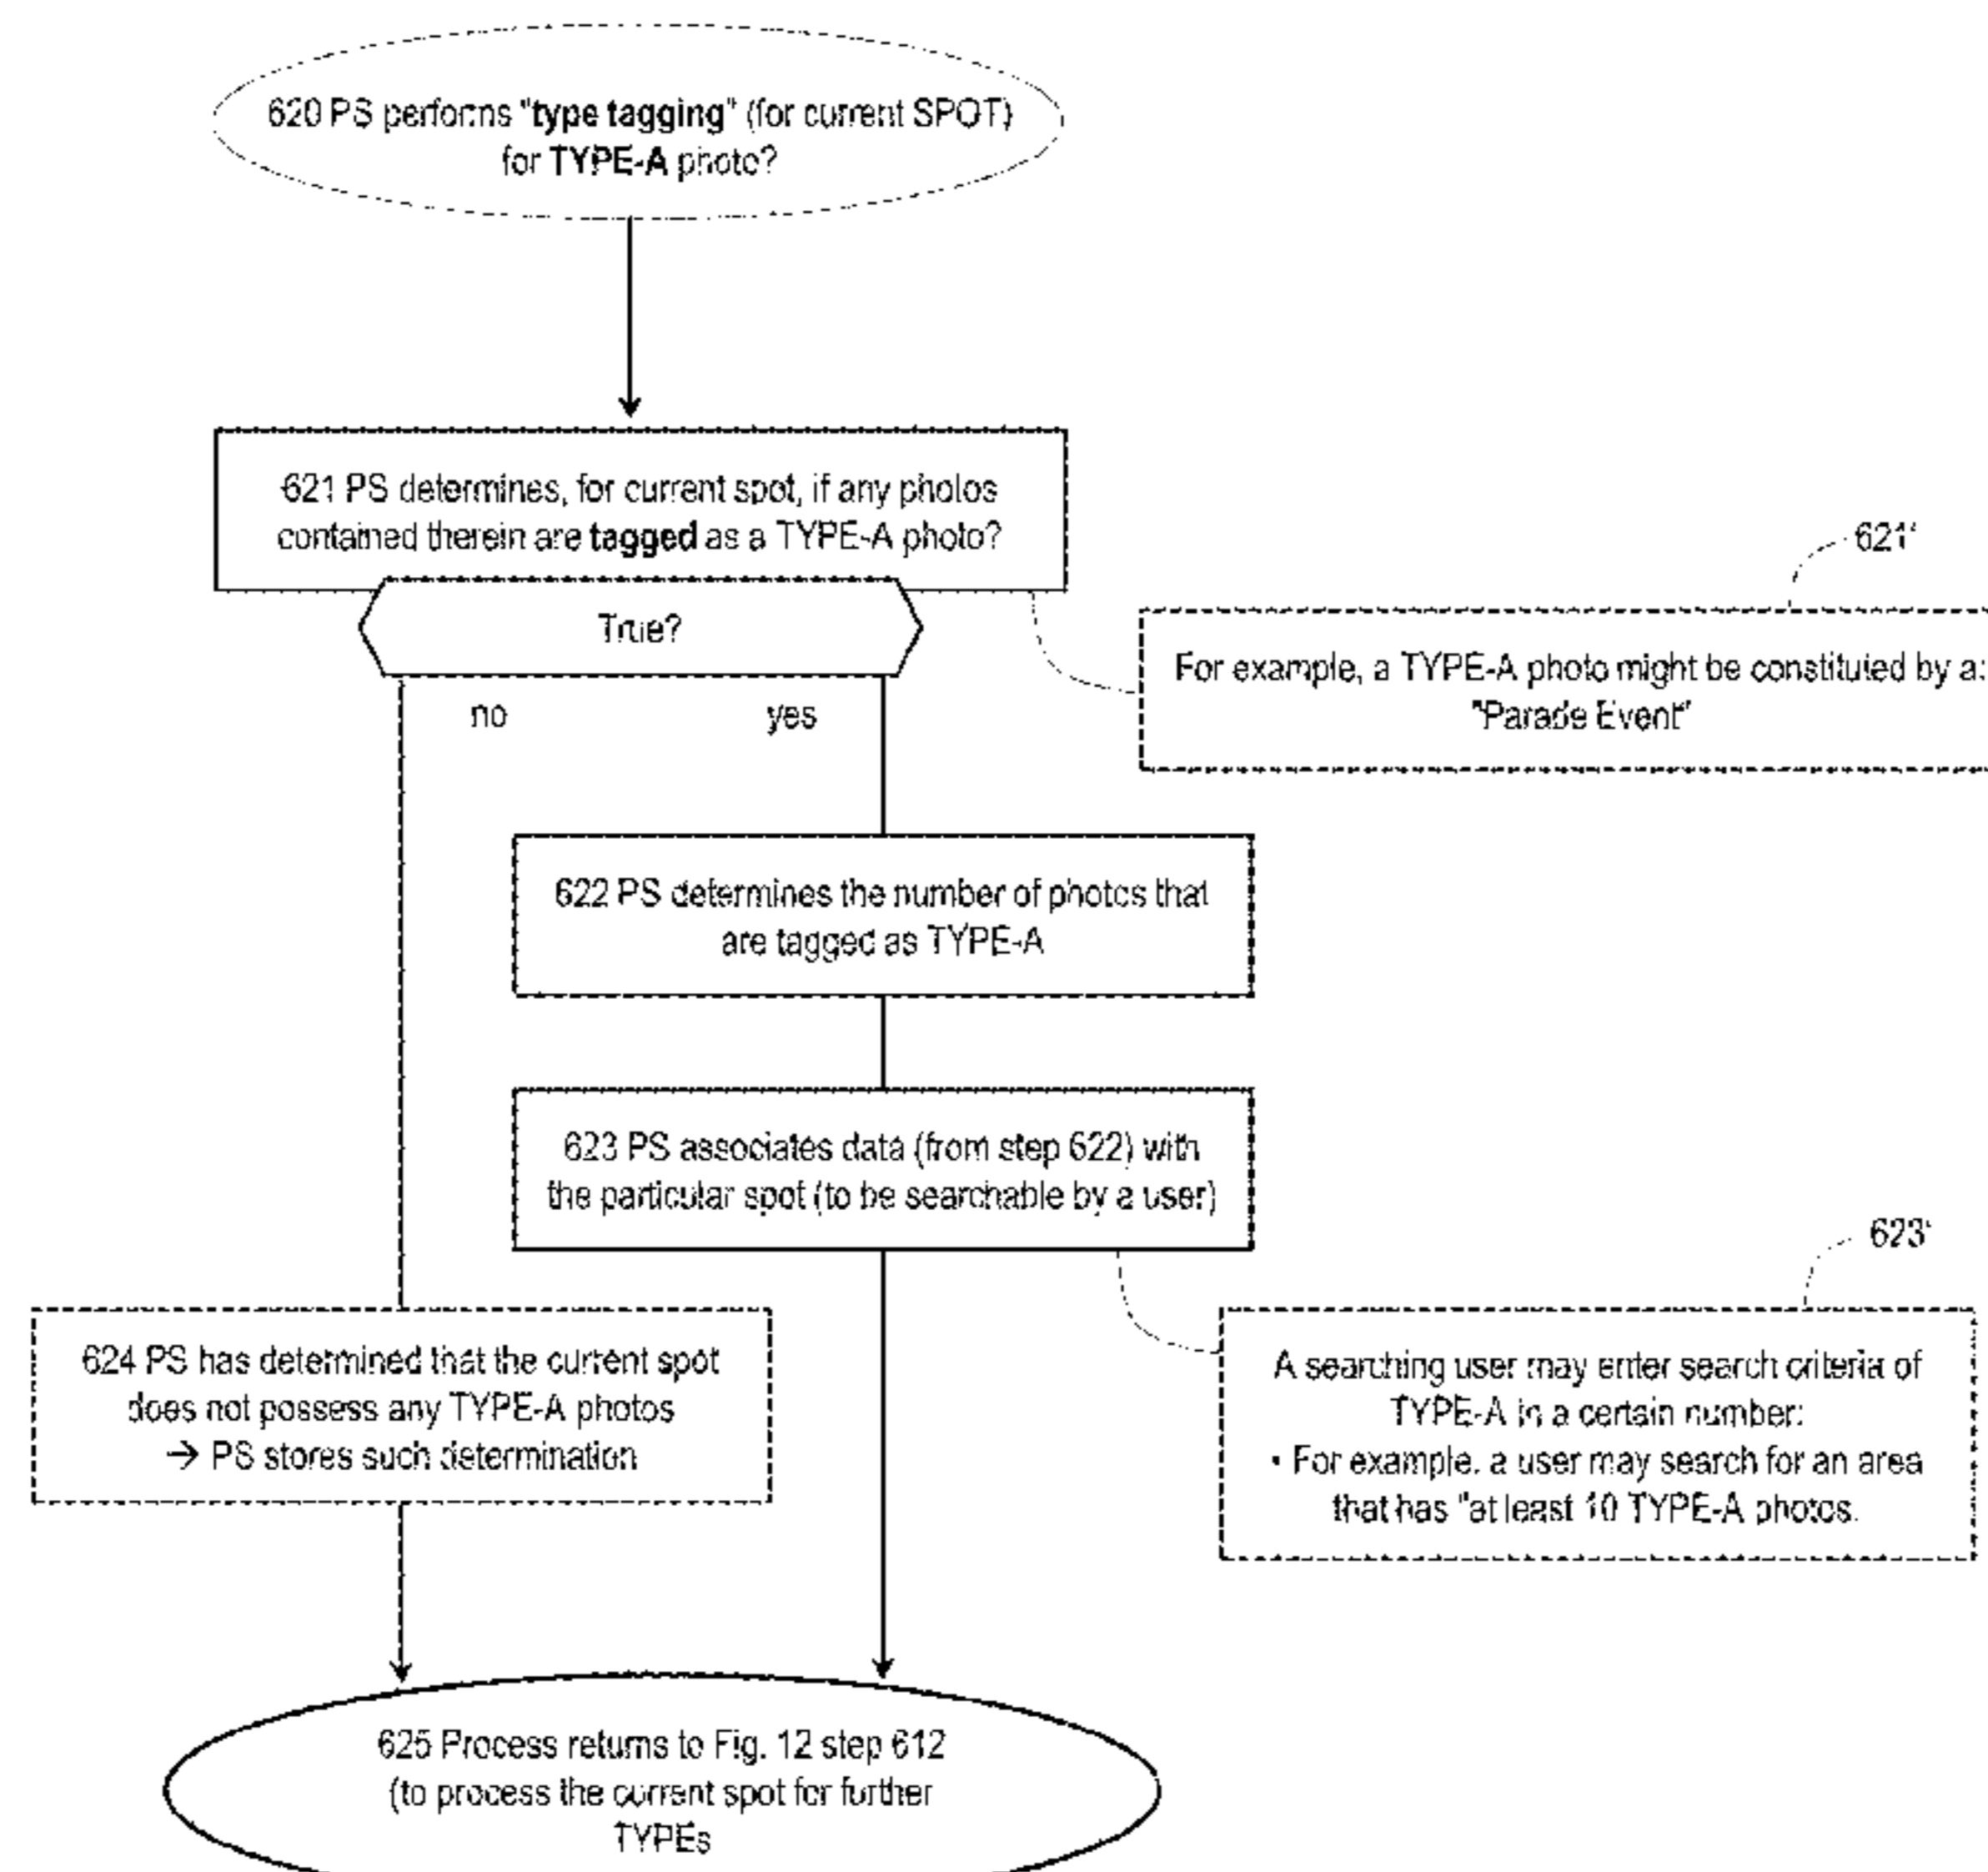 620 PS performs "type tagging" (for current SPOT)
for TYPE-A photo?
621 PS determines, for current spot, if any photos
contained therein are tagged as a TYPE-A photo?
True?
621'
For example, a TYPE-A photo might be constituted by a:
"Parade Event"
no
yes
622 PS determines the number of photos that
are tagged as TYPE-A
623 PS associates data (from step 622) with
the particular spot (to be searchable by a user)
623'
624 PS has determined that the current spot
does not possess any TYPE-A photos
→ PS stores such determination
A searching user may enter search criteria of
TYPE-A in a certain number:
• For example, a user may search for an area
that has "at least 10 TYPE-A photos.
625 Process returns to Fig. 12 step 612
(to process the current spot for further
TYPEs